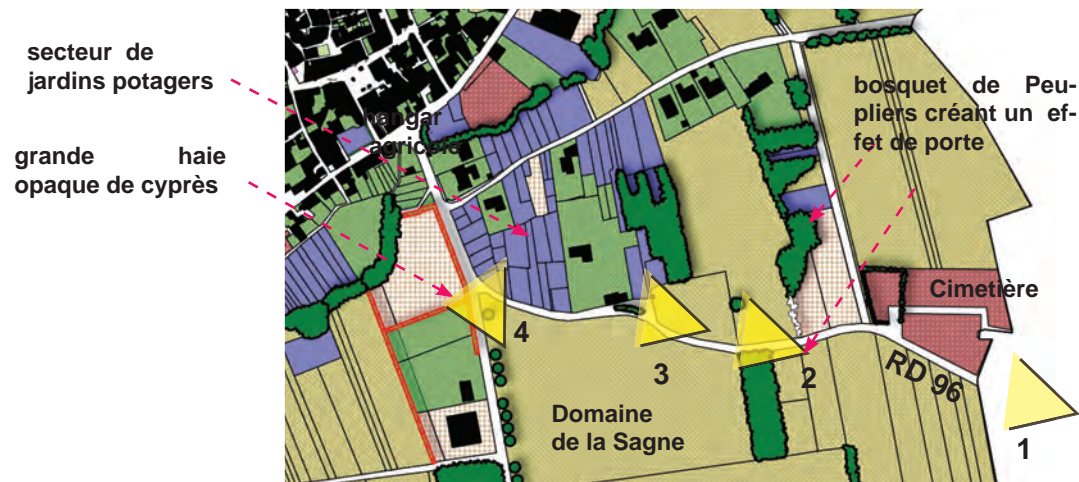 secteur de
jardins potagers
hangar
agricole
grande haie
opaque de cyprès
bosquet de Peu-
pliers créant un ef-
fet de porte
Cimetière
4
3
2
RD 96
1
Domaine
de la Sagne